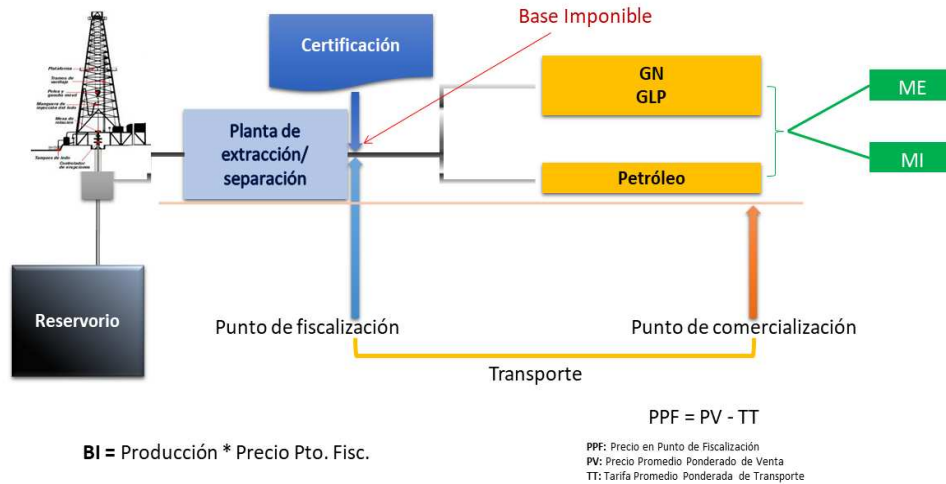 Base Imponible
Certificación
GN
GLP
ME
Plataforma
Planta de
extracción/
separación
MI
Petróleo
Reservorio
Punto de fiscalización
Punto de comercialización
Transporte
PPF = PV - TT
BI = Producción * Precio Pto. Fisc.
PPF: Precio en Punto de Fiscalización
PV: Precio Promedio Ponderado de Venta
TT: Tarifa Promedio Ponderada de Transporte